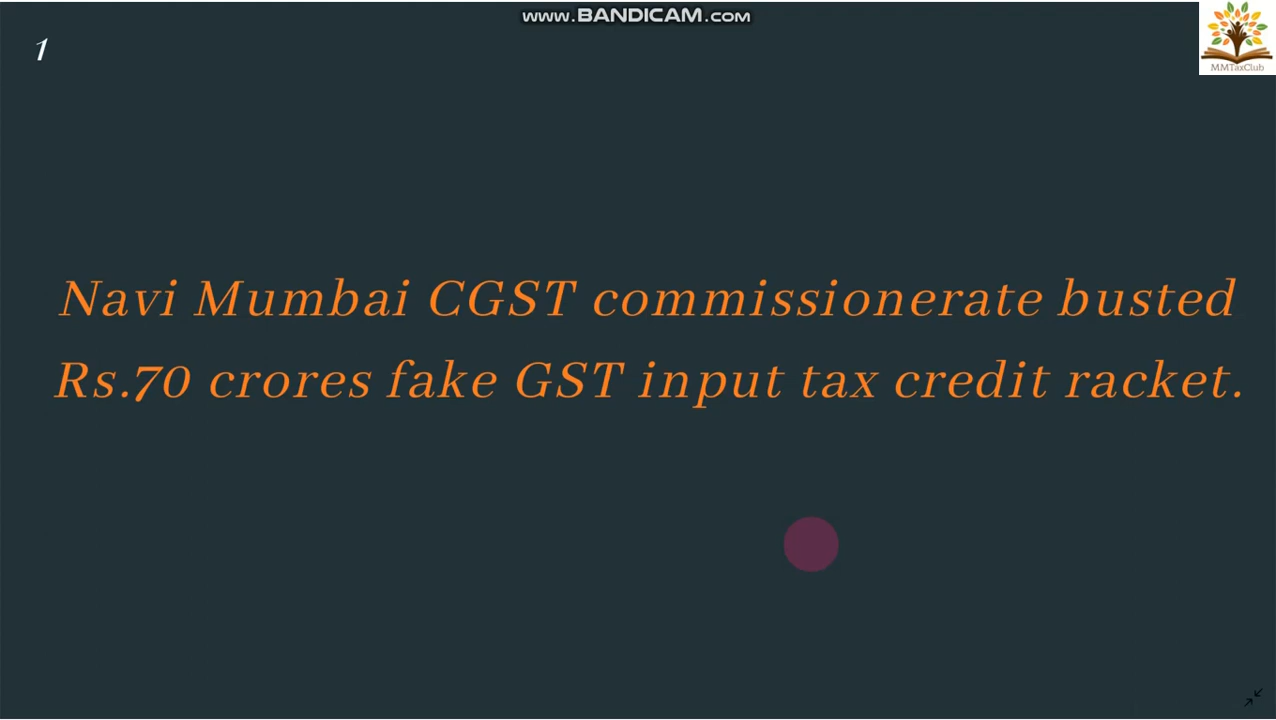 www.BANDICAM.com
1
MMTaxClub
Navi Mumbai CGST commissionerate busted
Rs.70 crores fake GST input tax credit racket.